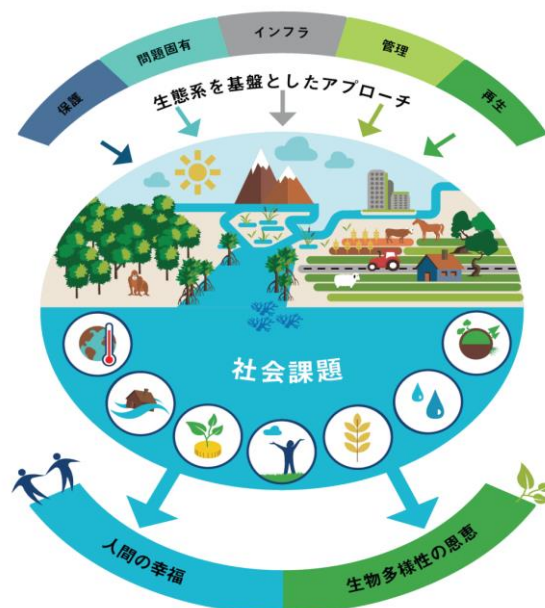 保護
問題固有
インフラ
管理
再生
生態系を基盤としたアプローチ
社会課題
人間の幸福
生物多様性の恩恵